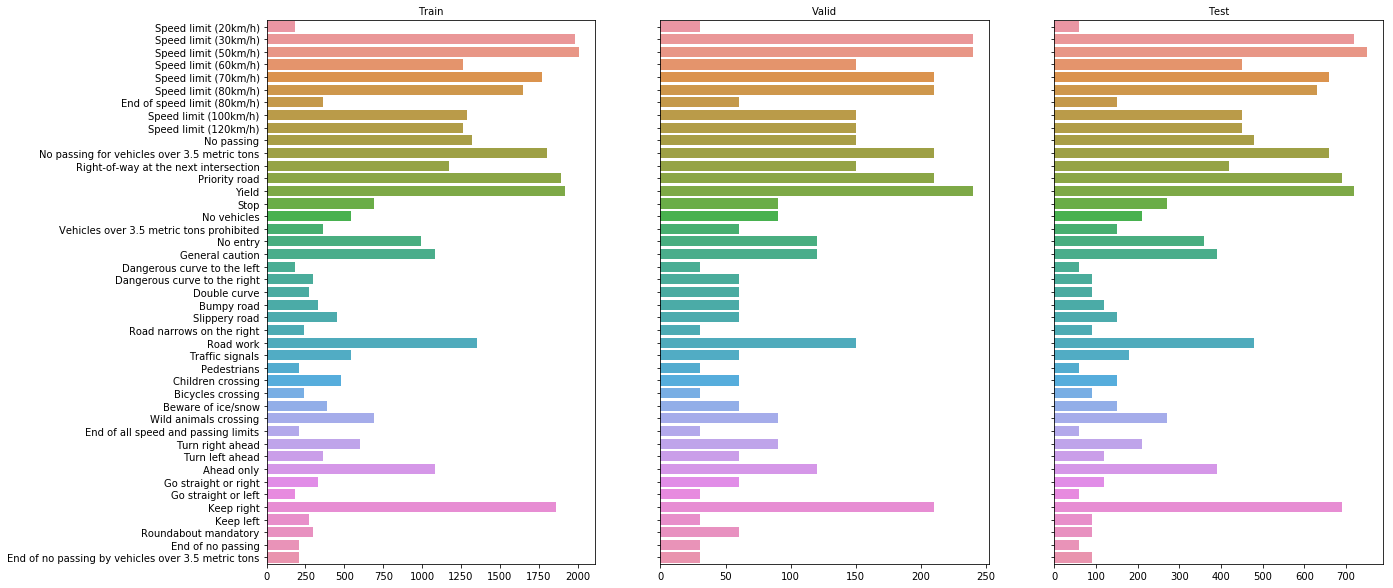 Train
Valid
Test
Speed limit (20km/h)
Speed limit (30km/h)
Speed limit (50km/h)
Speed limit (60km/h)
Speed limit (70km/h)
Speed limit (80km/h)
End of speed limit (80km/h)
Speed limit (100km/h)
Speed limit (120km/h)
No passing
No passing for vehicles over 3.5 metric tons
Right-of-way at the next intersection
Priority road
Yield
Stop
No vehicles
Vehicles over 3.5 metric tons prohibited
No entry
General caution
Dangerous curve to the left
Dangerous curve to the right
Double curve
Bumpy road
Slippery road
Road narrows on the right
Road work
Traffic signals
Pedestrians
Children crossing
Bicycles crossing
Beware of ice/snow
Wild animals crossing
End of all speed and passing limits
Turn right ahead
Turn left ahead
Ahead only
Go straight or right
Go straight or left
Keep right
Keep left
Roundabout mandatory
End of no passing
End of no passing by vehicles over 3.5 metric tons
0 250 500 750 1000 1250 1500 1750 2000
0 50 100 150 200 250
0 100 200 300 400 500 600 700